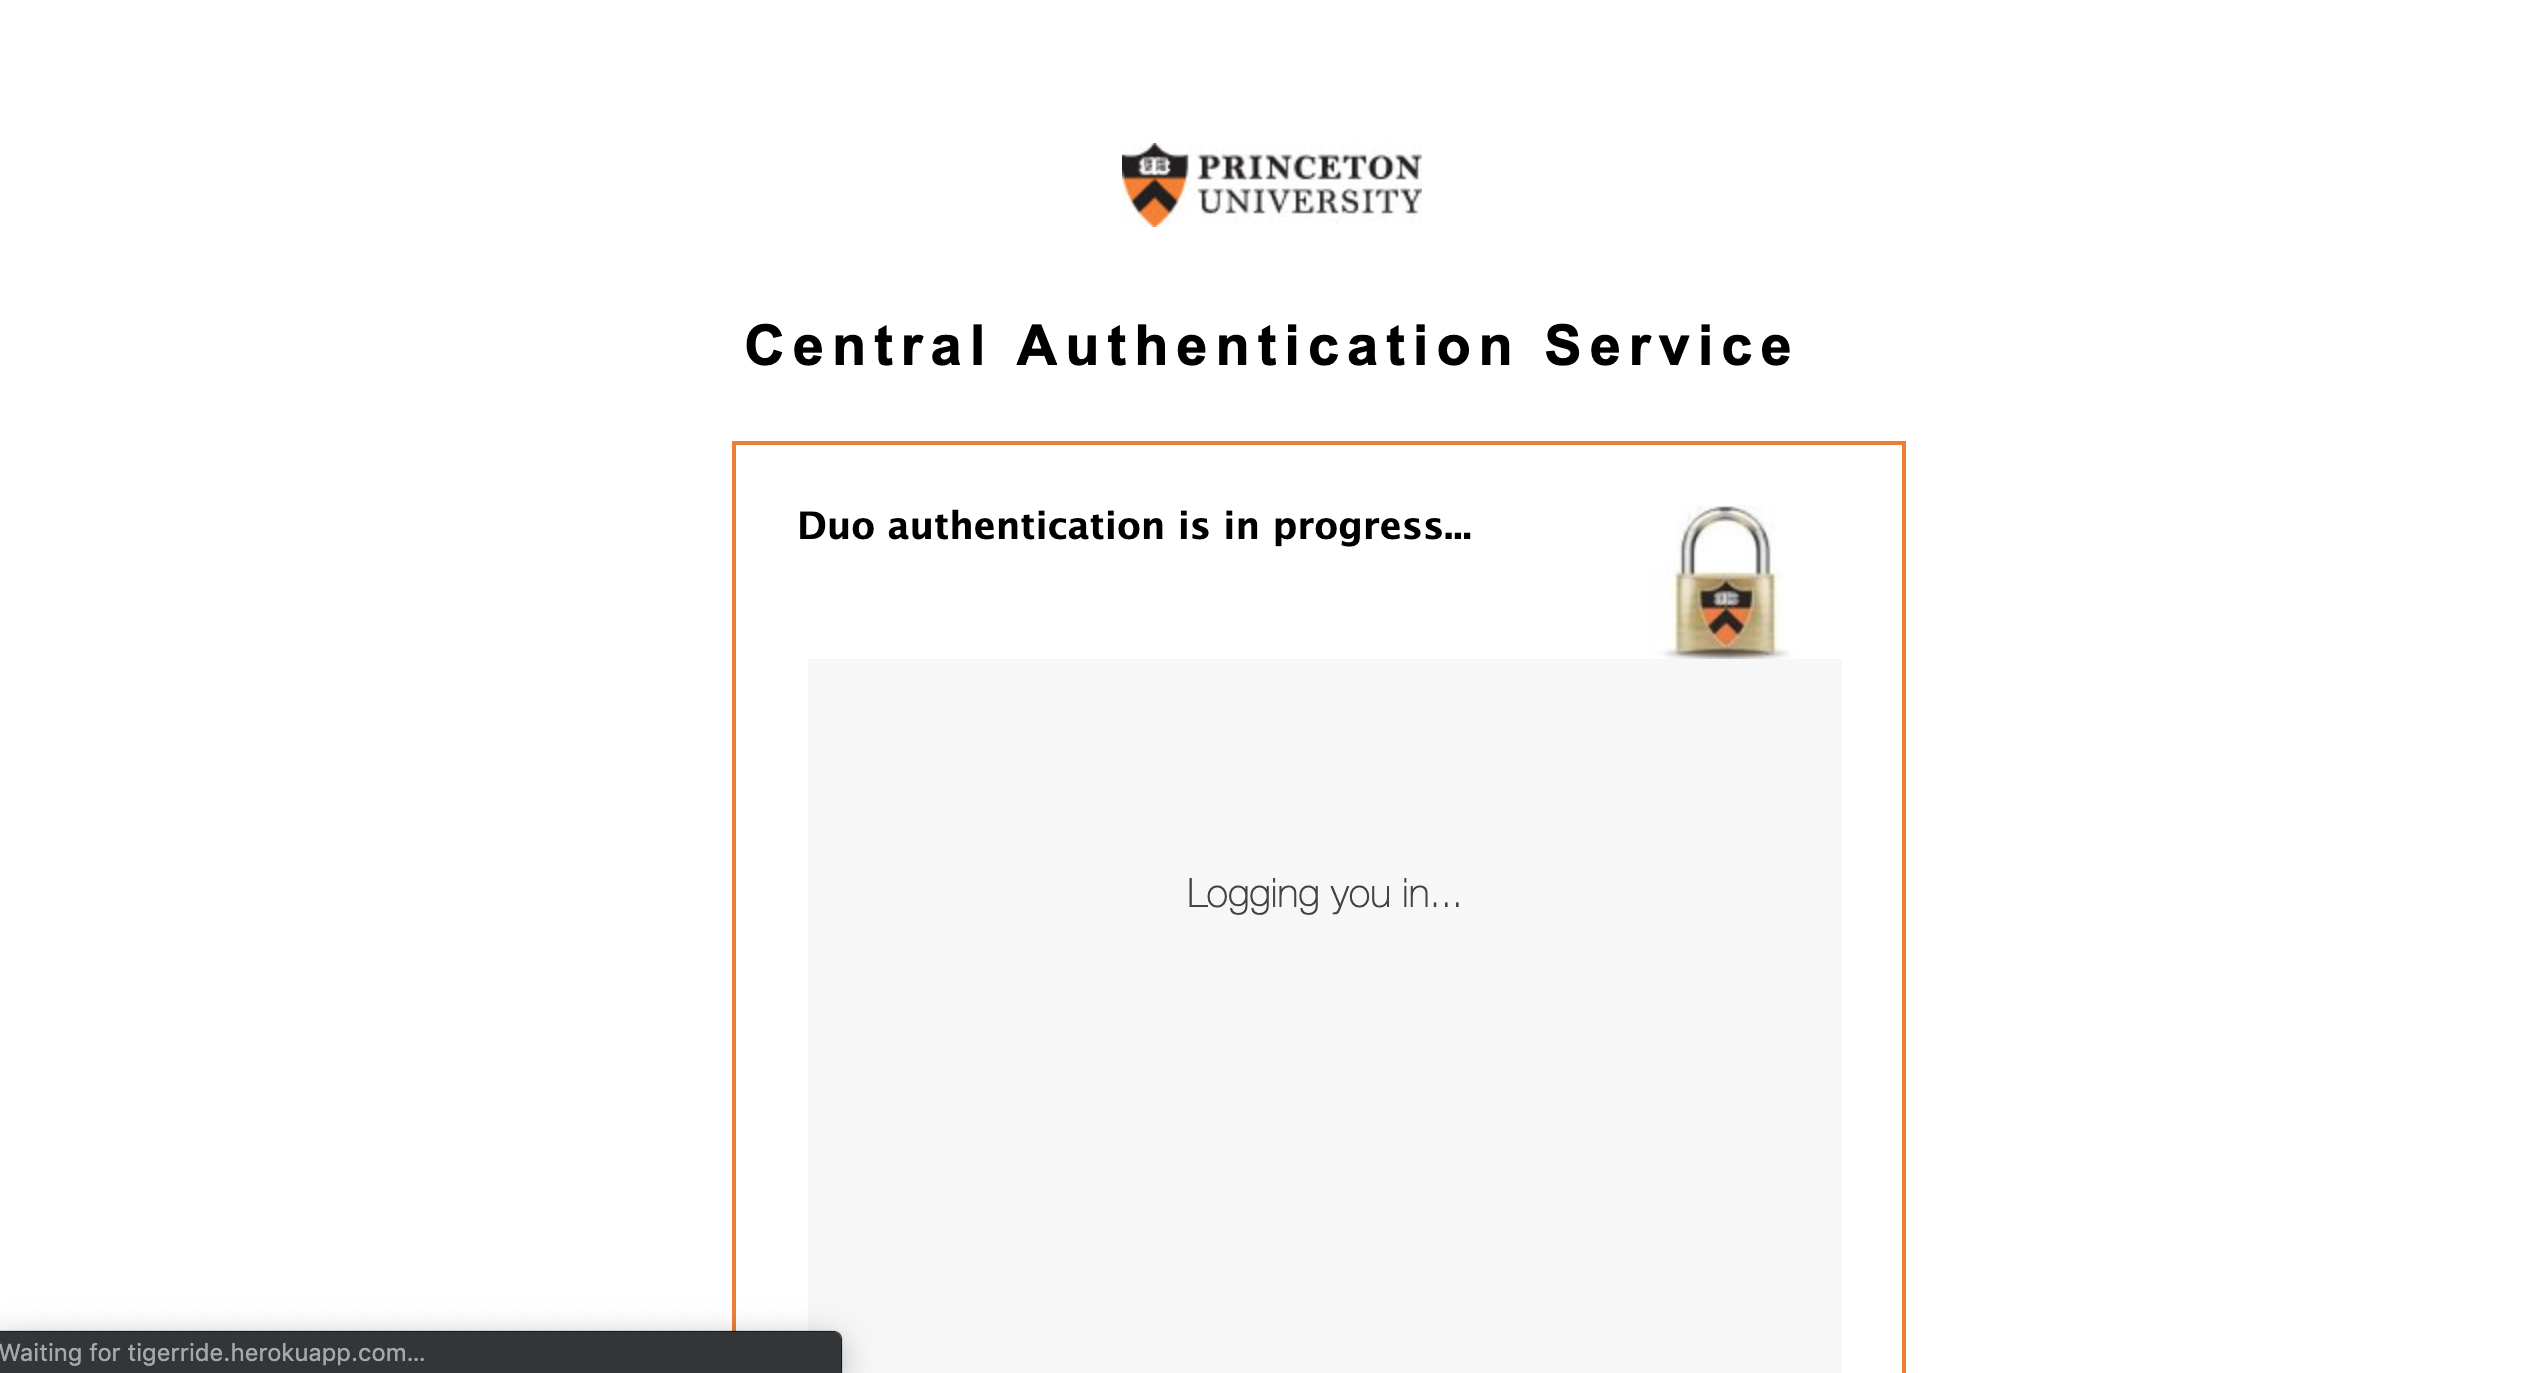 PRINCETON
UNIVERSITY
Central Authentication Service
Duo authentication is in progress...
Logging you in...
Waiting for tigerride.herokuapp.com...